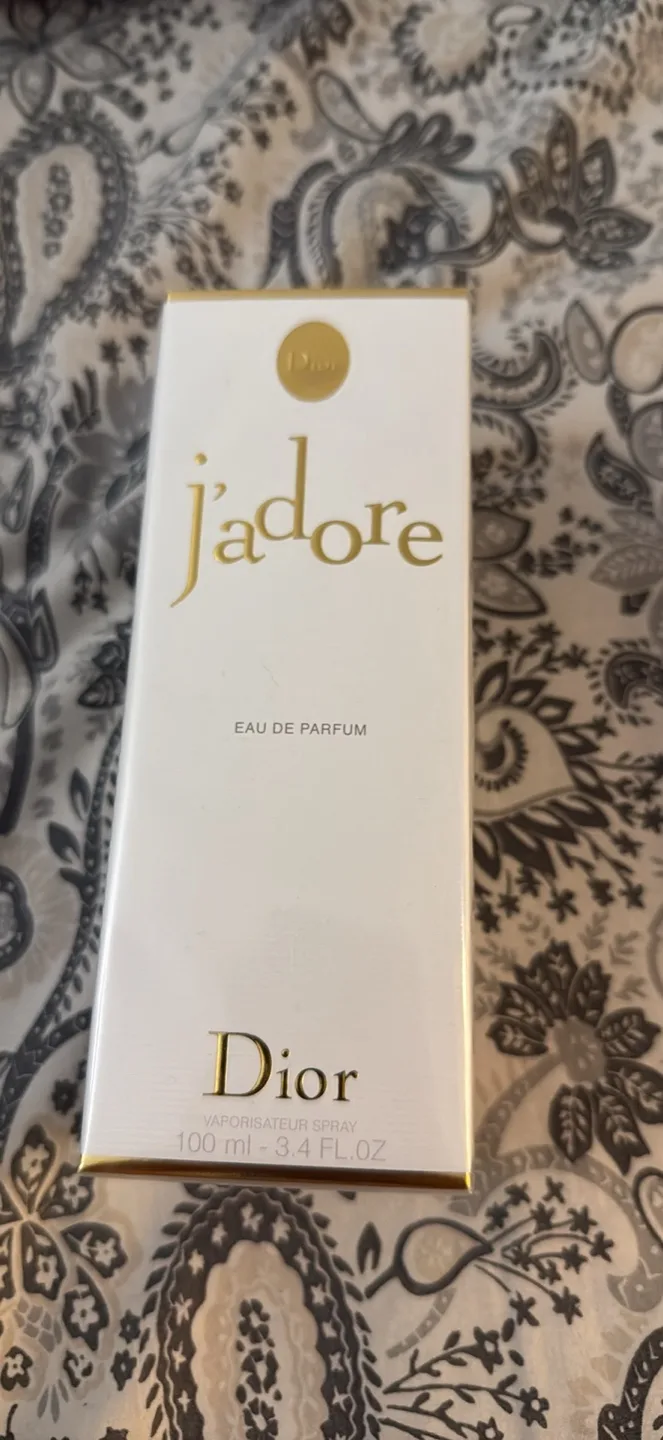 Dior
j'adore
EAU DE PARFUM
Dior
VAPORISATEUR SPRAY
100 ml - 3.4 FL.OZ